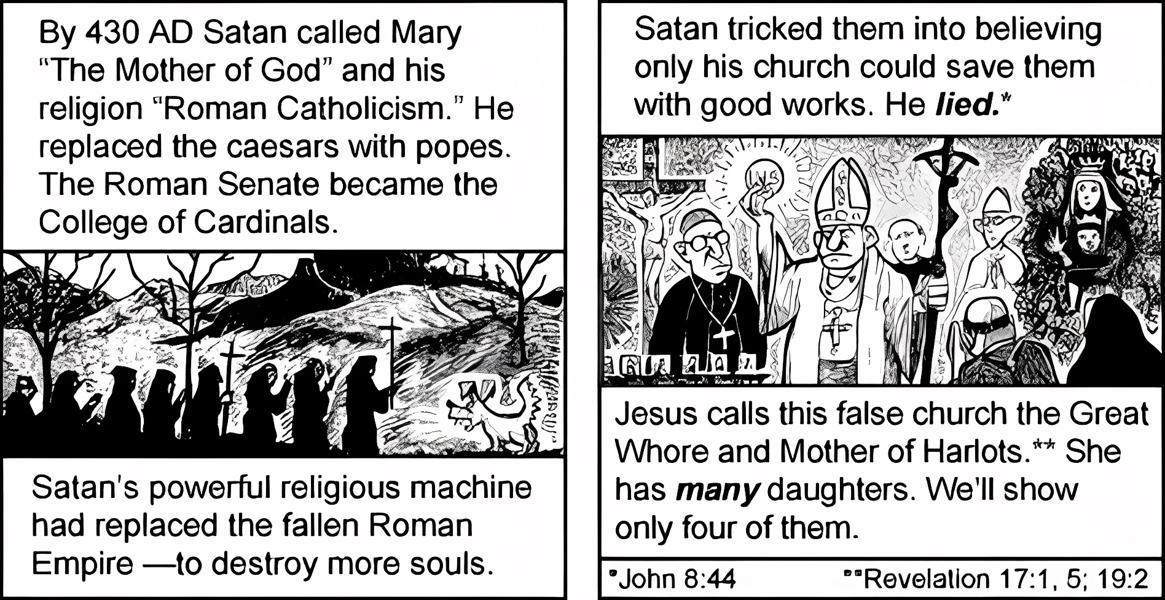 By 430 AD Satan called Mary
“The Mother of God” and his
religion “Roman Catholicism.” He
replaced the caesars with popes.
The Roman Senate became the
College of Cardinals.
Satan's powerful religious machine
had replaced the fallen Roman
Empire —to destroy more souls.
Satan tricked them into believing
only his church could save them
with good works. He lied.*
IHS
Jesus calls this false church the Great
Whore and Mother of Harlots.** She
has many daughters. We'll show
only four of them.
*John 8:44
**Revelation 17:1, 5; 19:2